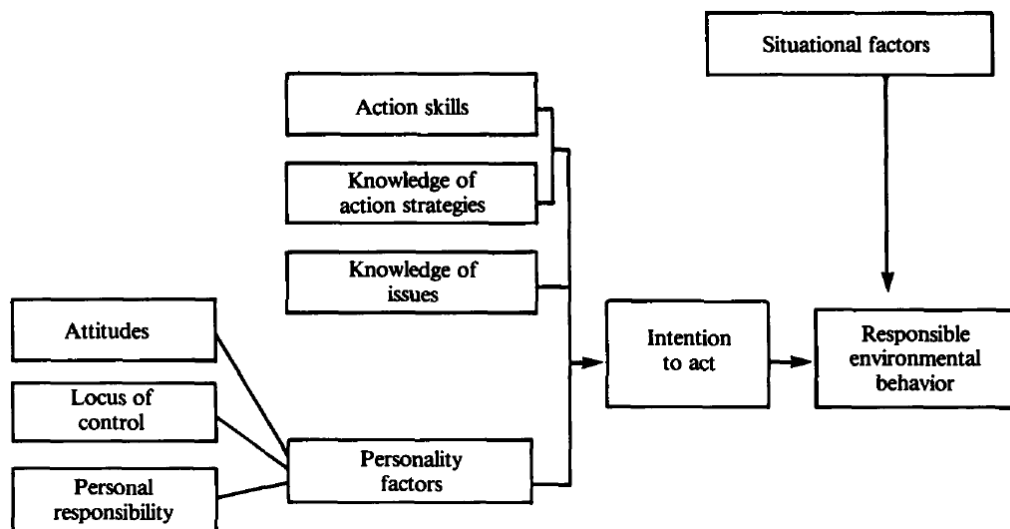 Situational factors
Action skills
Knowledge of
action strategies
Knowledge of
issues
Attitudes
Locus of
control
Personal
responsibility
Personality
factors
Intention
to act
Responsible
environmental
behavior